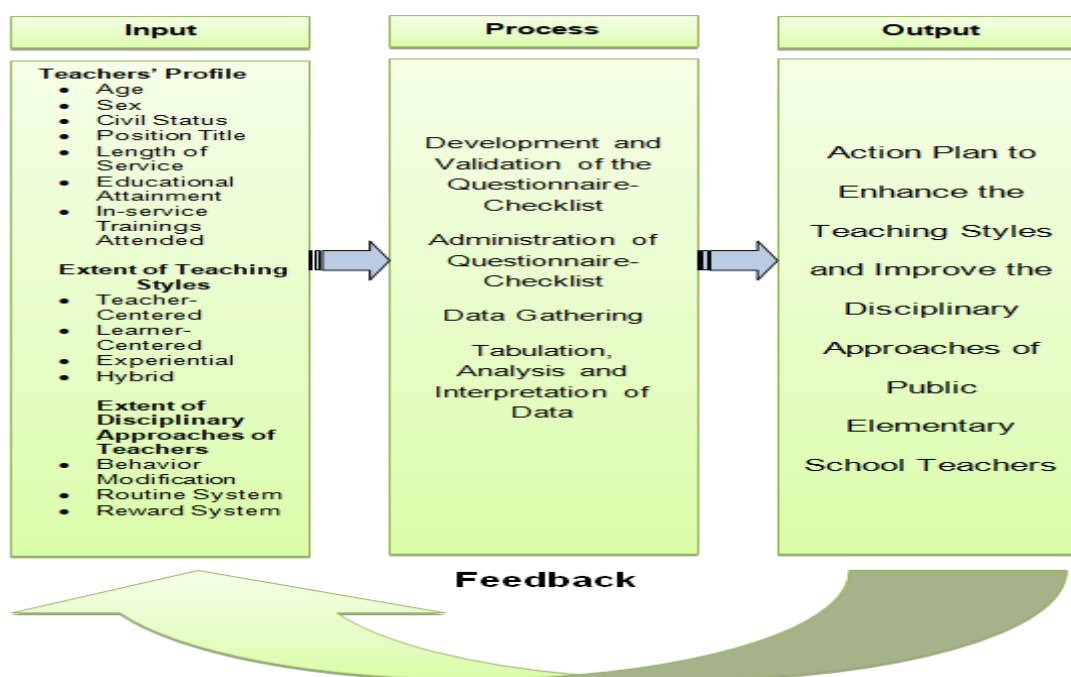 Input
Teachers' Profile
• Age
• Sex
• Civil Status
• Position Title
• Length of
Service
• Educational
Attainment
• In-service
Trainings
Attended
Extent of Teaching
Styles
• Teacher-
Centered
• Learner-
Centered
• Experiential
• Hybrid
Extent of
Disciplinary
Approaches of
Teachers
• Behavior
Modification
• Routine System
• Reward System
Process
Development and
Validation of the
Questionnaire-
Checklist
Administration of
Questionnaire-
Checklist
Data Gathering
Tabulation,
Analysis and
Interpretation of
Data
Output
Action Plan to
Enhance the
Teaching Styles
and Improve the
Disciplinary
Approaches of
Public
Elementary
School Teachers
Feedback